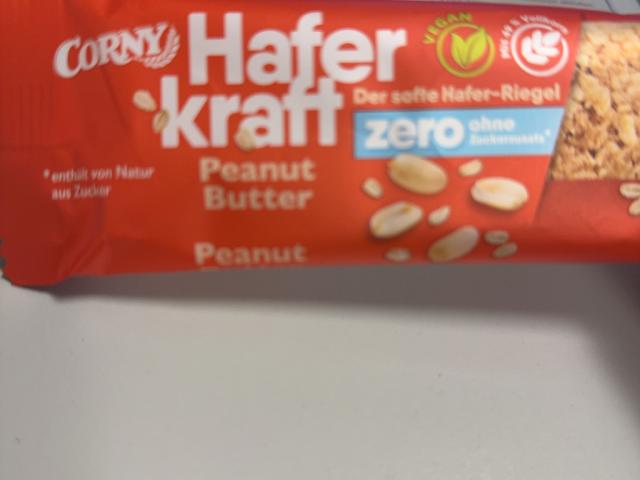 CORNY
Hafer
kraft
VEGAN
Der softe Hafer-Riegel
zero ohne
Zuckerzusatz*
*enthält von Natur
aus Zucker
Peanut
Butter
Peanut